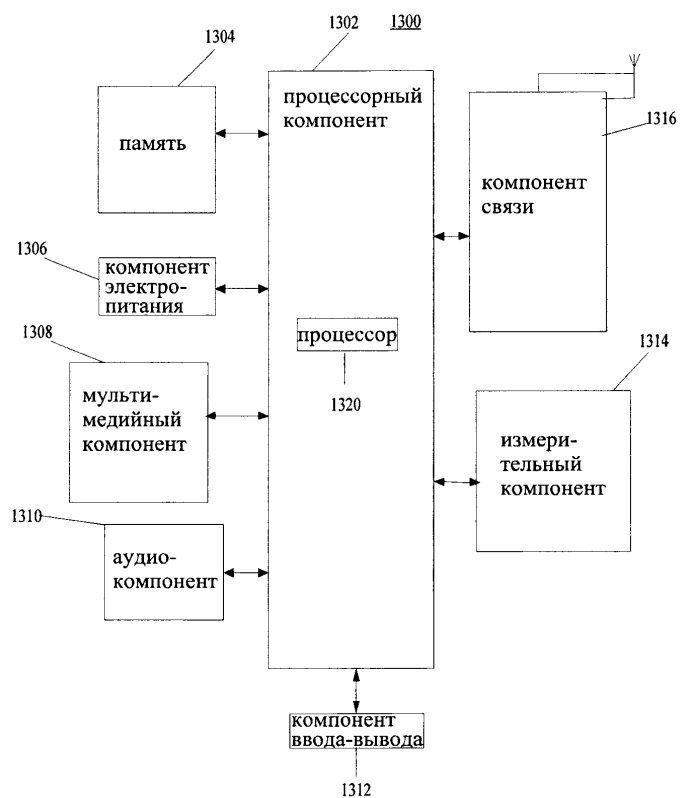 1302
1300
1304
процессорный
компонент
память
1316
компонент
связи
1306
компонент
электро-
питания
процессор
1320
1308
мульти-
медийный
компонент
1314
измери-
тельный
компонент
1310
аудио-
компонент
компонент
ввода-вывода
1312